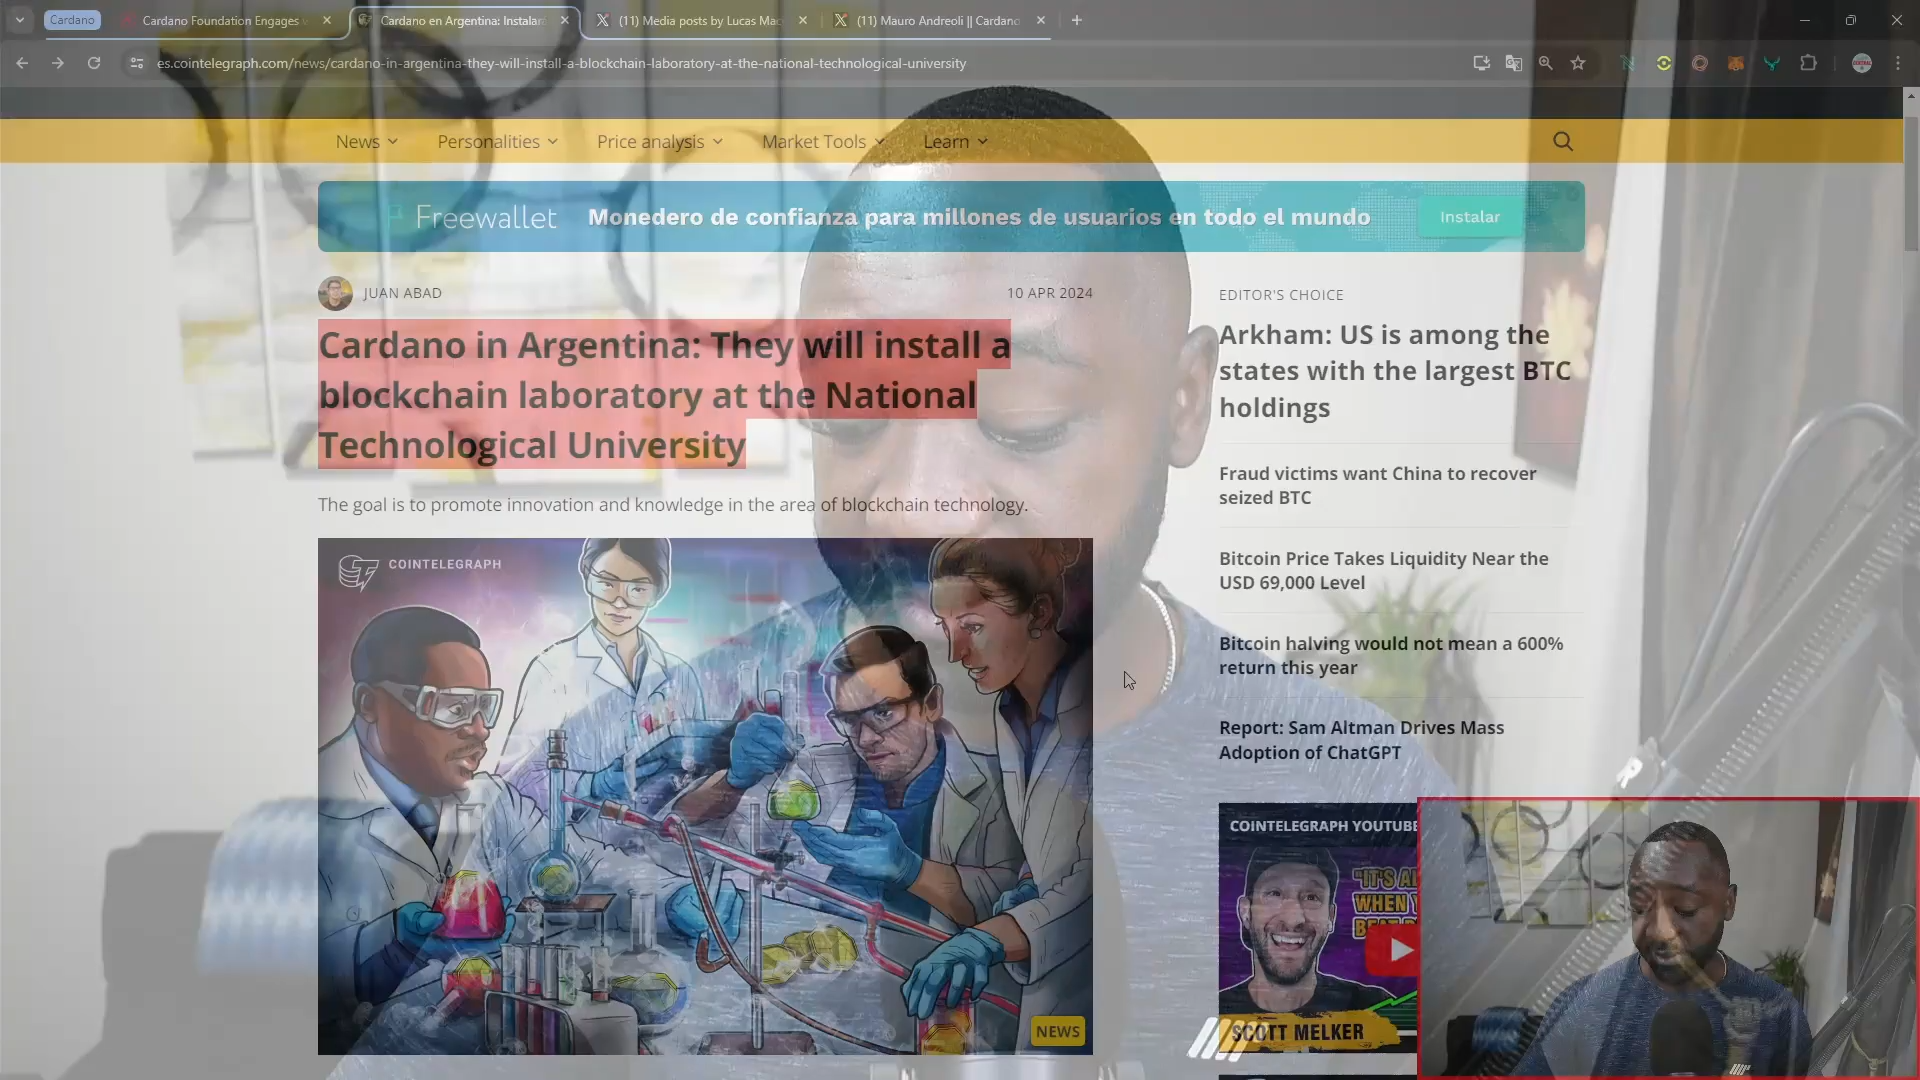 Cardano
Cardano Foundation Engages
Cardano en Argentina: Instalar
(11) Media posts by Lucas Mac
(11) Mauro Andreoli || Cardano
es.cointelegraph.com/news/cardano-in-argentina-they-will-install-a-blockchain-laboratory-at-the-national-technological-university
News
Personalities
Price analysis
Market Tools
Learn
Freewallet
Monedero de confianza para millones de usuarios en todo el mundo
Instalar
JUAN ABAD
10 APR 2024
Cardano in Argentina: They will install a
blockchain laboratory at the National
Technological University
The goal is to promote innovation and knowledge in the area of blockchain technology.
COINTELEGRAPH
NEWS
EDITOR'S CHOICE
Arkham: US is among the
states with the largest BTC
holdings
Fraud victims want China to recover
seized BTC
Bitcoin Price Takes Liquidity Near the
USD 69,000 Level
Bitcoin halving would not mean a 600%
return this year
Report: Sam Altman Drives Mass
Adoption of ChatGPT
COINTELEGRAPH YOUTUBE
"IT'S
WHEN
SCOTT MELKER